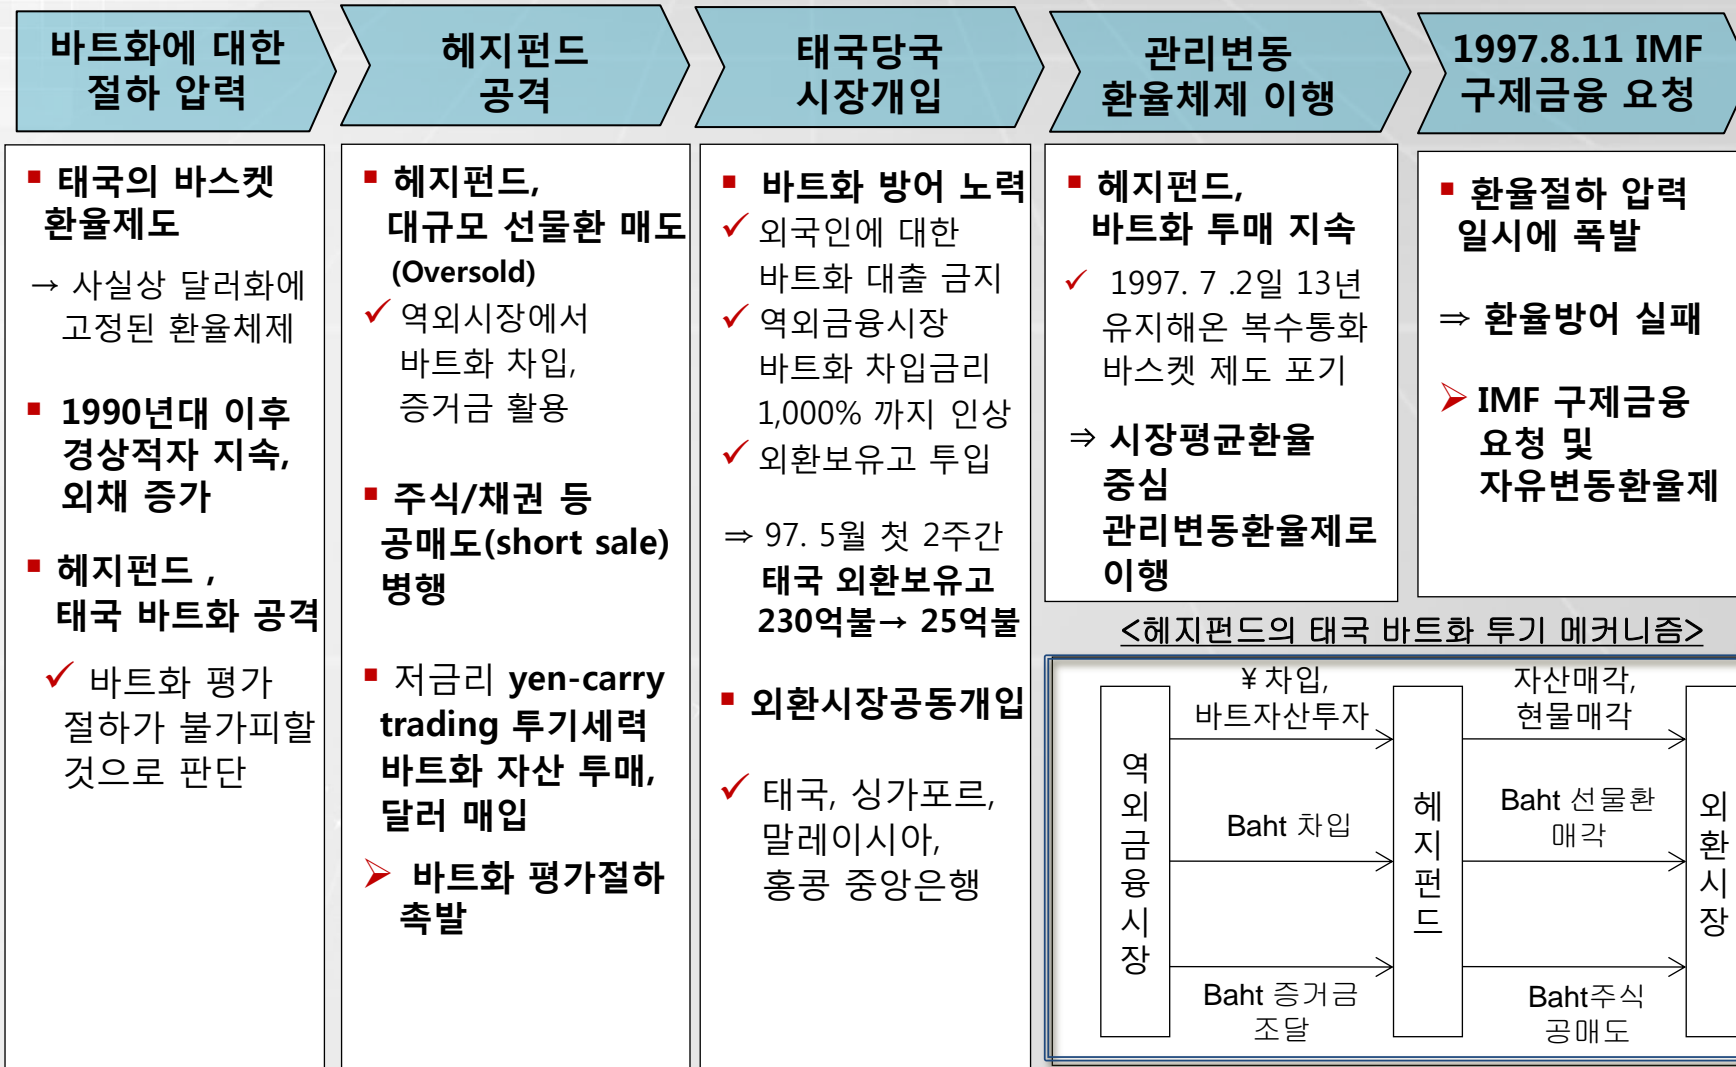 바트화에 대한
절하 압력
헤지펀드
공격
태국당국
시장개입
관리변동
환율체제 이행
1997.8.11 IMF
구제금융 요청
▪ 태국의 바스켓
환율제도
→ 사실상 달러화에
고정된 환율체제
▪ 1990년대 이후
경상적자 지속,
외채 증가
▪ 헤지펀드 ,
태국 바트화 공격
✓ 바트화 평가
절하가 불가피할
것으로 판단
▪ 헤지펀드,
대규모 선물환 매도
(Oversold)
✓ 역외시장에서
바트화 차입,
증거금 활용
▪ 주식/채권 등
공매도(short sale)
병행
▪ 저금리 yen-carry
trading 투기세력
바트화 자산 투매,
달러 매입
➢ 바트화 평가절하
촉발
▪ 바트화 방어 노력
✓ 외국인에 대한
바트화 대출 금지
✓ 역외금융시장
바트화 차입금리
1,000% 까지 인상
✓ 외환보유고 투입
⇒ 97. 5월 첫 2주간
태국 외환보유고
230억불→ 25억불
▪ 외환시장공동개입
✓ 태국, 싱가포르,
말레이시아,
홍콩 중앙은행
▪ 헤지펀드,
바트화 투매 지속
✓ 1997. 7 .2일 13년
유지해온 복수통화
바스켓 제도 포기
⇒ 시장평균환율
중심
관리변동환율제로
이행
▪ 환율절하 압력
일시에 폭발
⇒ 환율방어 실패
➢ IMF 구제금융
요청 및
자유변동환율제
<헤지펀드의 태국 바트화 투기 메커니즘>
역외금융시장
¥ 차입,
바트자산투자
Baht 차입
Baht 증거금
조달
헤지펀드
자산매각,
현물매각
Baht 선물환
매각
Baht주식
공매도
외환시장